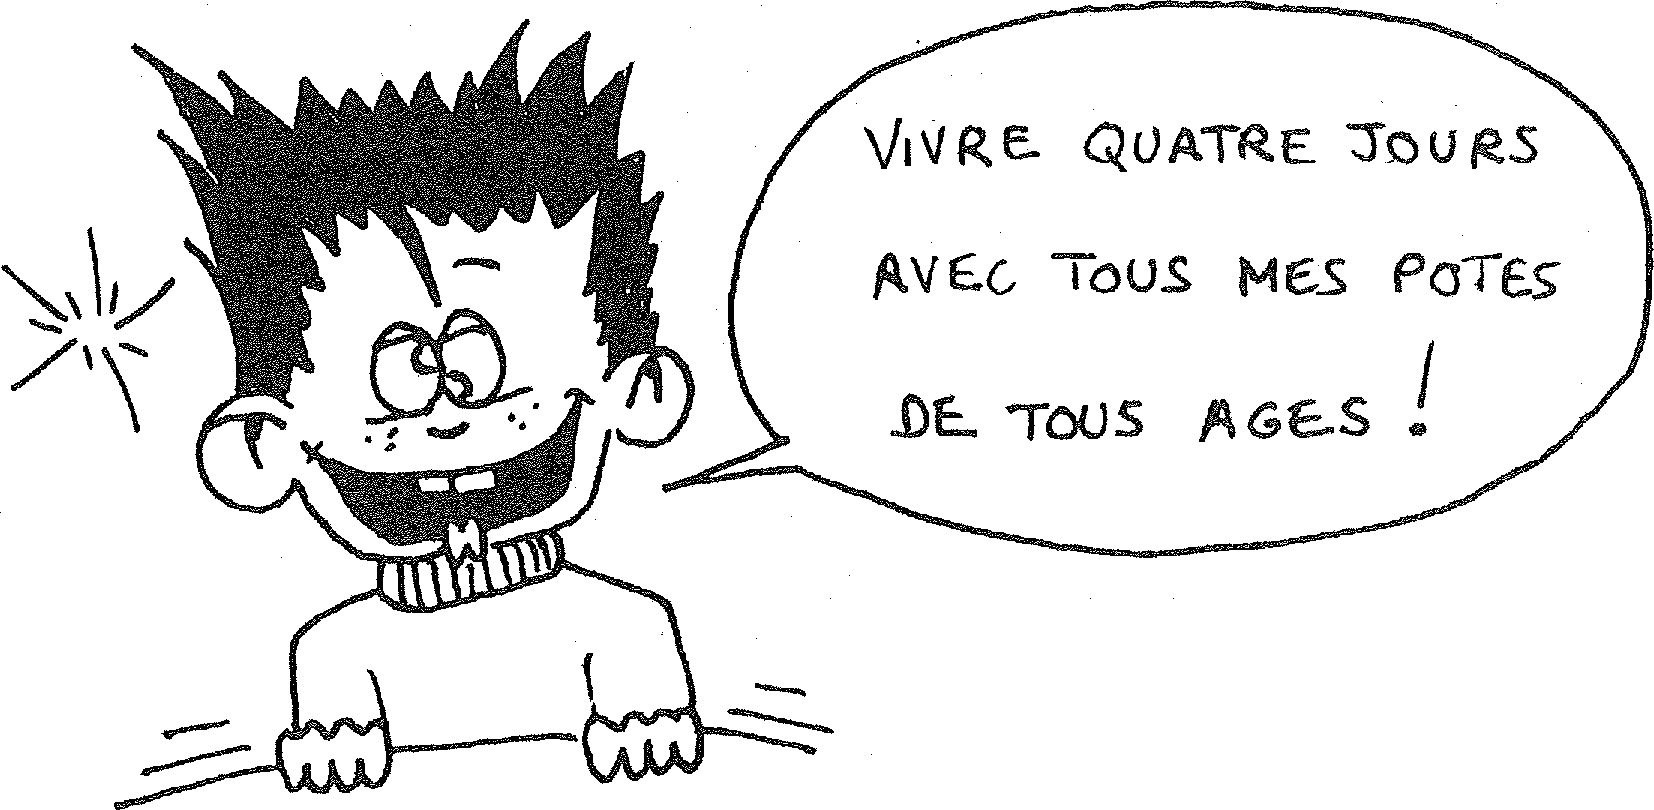 VIVRE QUATRE JOURS
AVEC TOUS MES POTES
DE TOUS AGES !